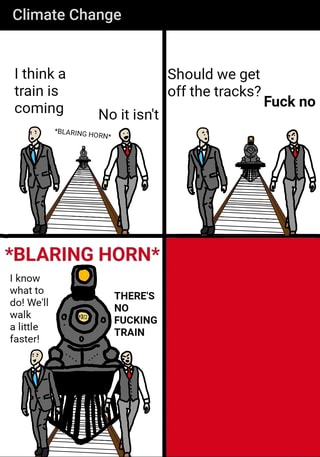 Climate Change
I think a
train is
coming
No it isn't
*BLARING HORN*
Should we get
off the tracks?
Fuck no
*BLARING HORN*
I know
what to
do! We'll
walk
a little
faster!
THERE'S
NO
FUCKING
TRAIN